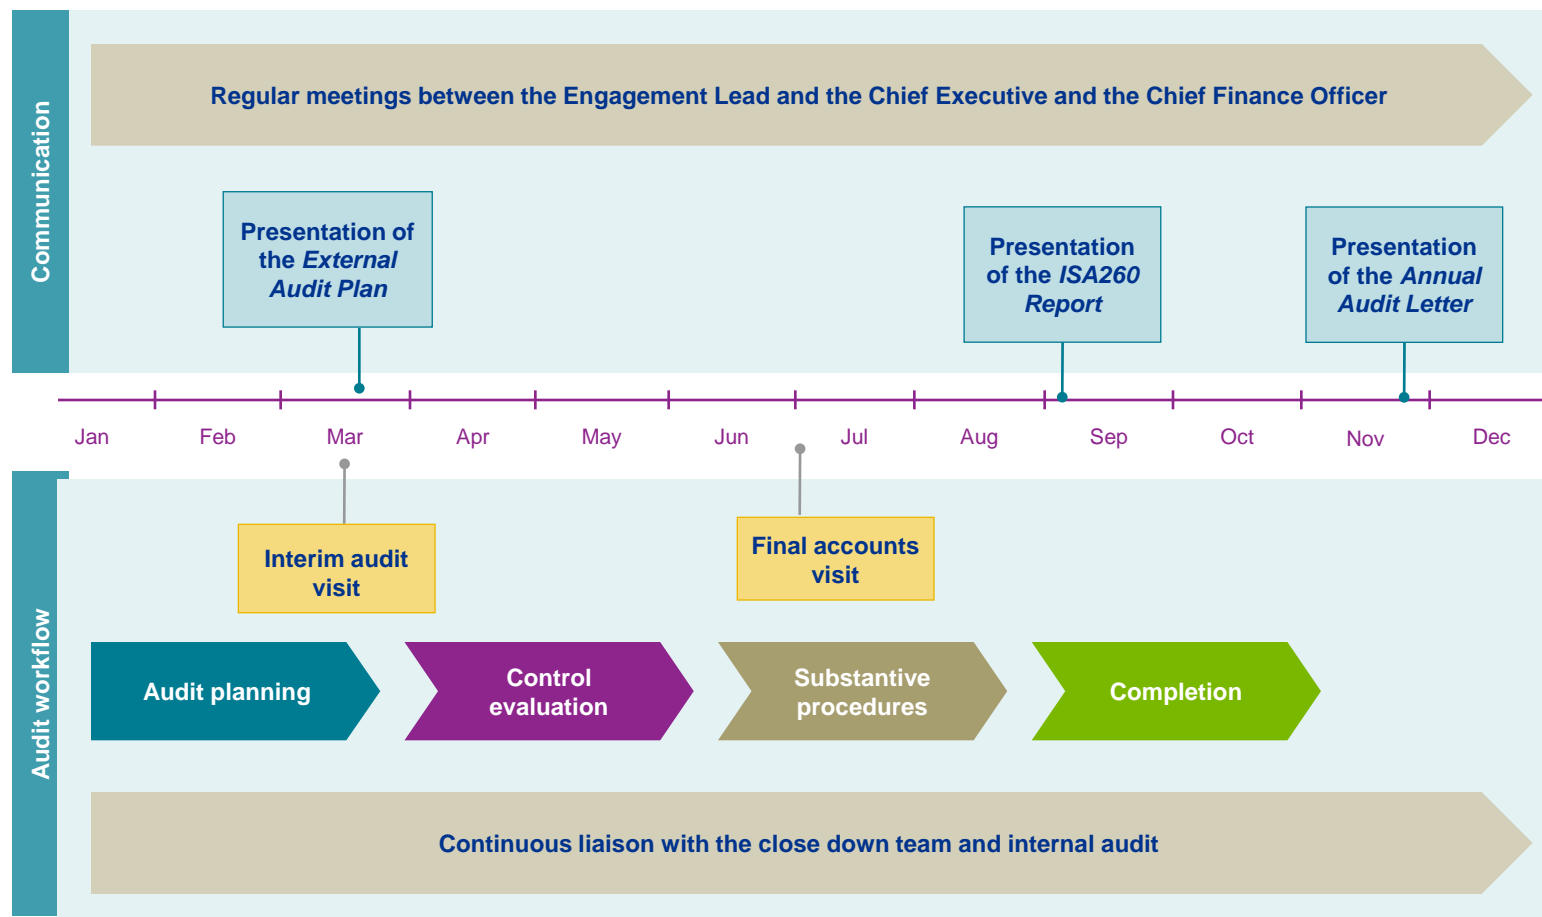 Communication
Regular meetings between the Engagement Lead and the Chief Executive and the Chief Finance Officer
Presentation of
the External
Audit Plan
Presentation
of the ISA260
Report
Presentation
of the Annual
Audit Letter
Jan
Feb
Mar
Apr
May
Jun
Jul
Aug
Sep
Oct
Nov
Dec
Audit workflow
Interim audit
visit
Final accounts
visit
Audit planning
Control
evaluation
Substantive
procedures
Completion
Continuous liaison with the close down team and internal audit